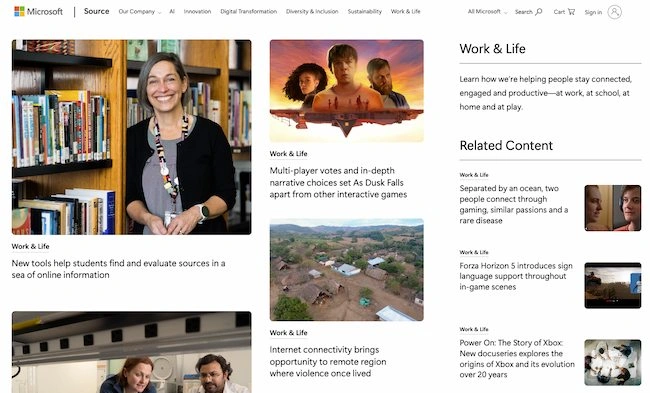 Microsoft
Source
Our Company
AI
Innovation
Digital Transformation
Diversity & Inclusion
Sustainability
Work & Life
All Microsoft
Search
Cart
Sign in
Work & Life
New tools help students find and evaluate sources in a
sea of online information
Work & Life
Multi-player votes and in-depth
narrative choices set As Dusk Falls
apart from other interactive games
Work & Life
Internet connectivity brings
opportunity to remote region
where violence once lived
Work & Life
Learn how we're helping people stay connected,
engaged and productive—at work, at school, at
home and at play.
Related Content
Work & Life
Separated by an ocean, two
people connect through
gaming, similar passions and a
rare disease
Work & Life
Forza Horizon 5 introduces sign
language support throughout
in-game scenes
Work & Life
Power On: The Story of Xbox:
New docuseries explores the
origins of Xbox and its evolution
over 20 years